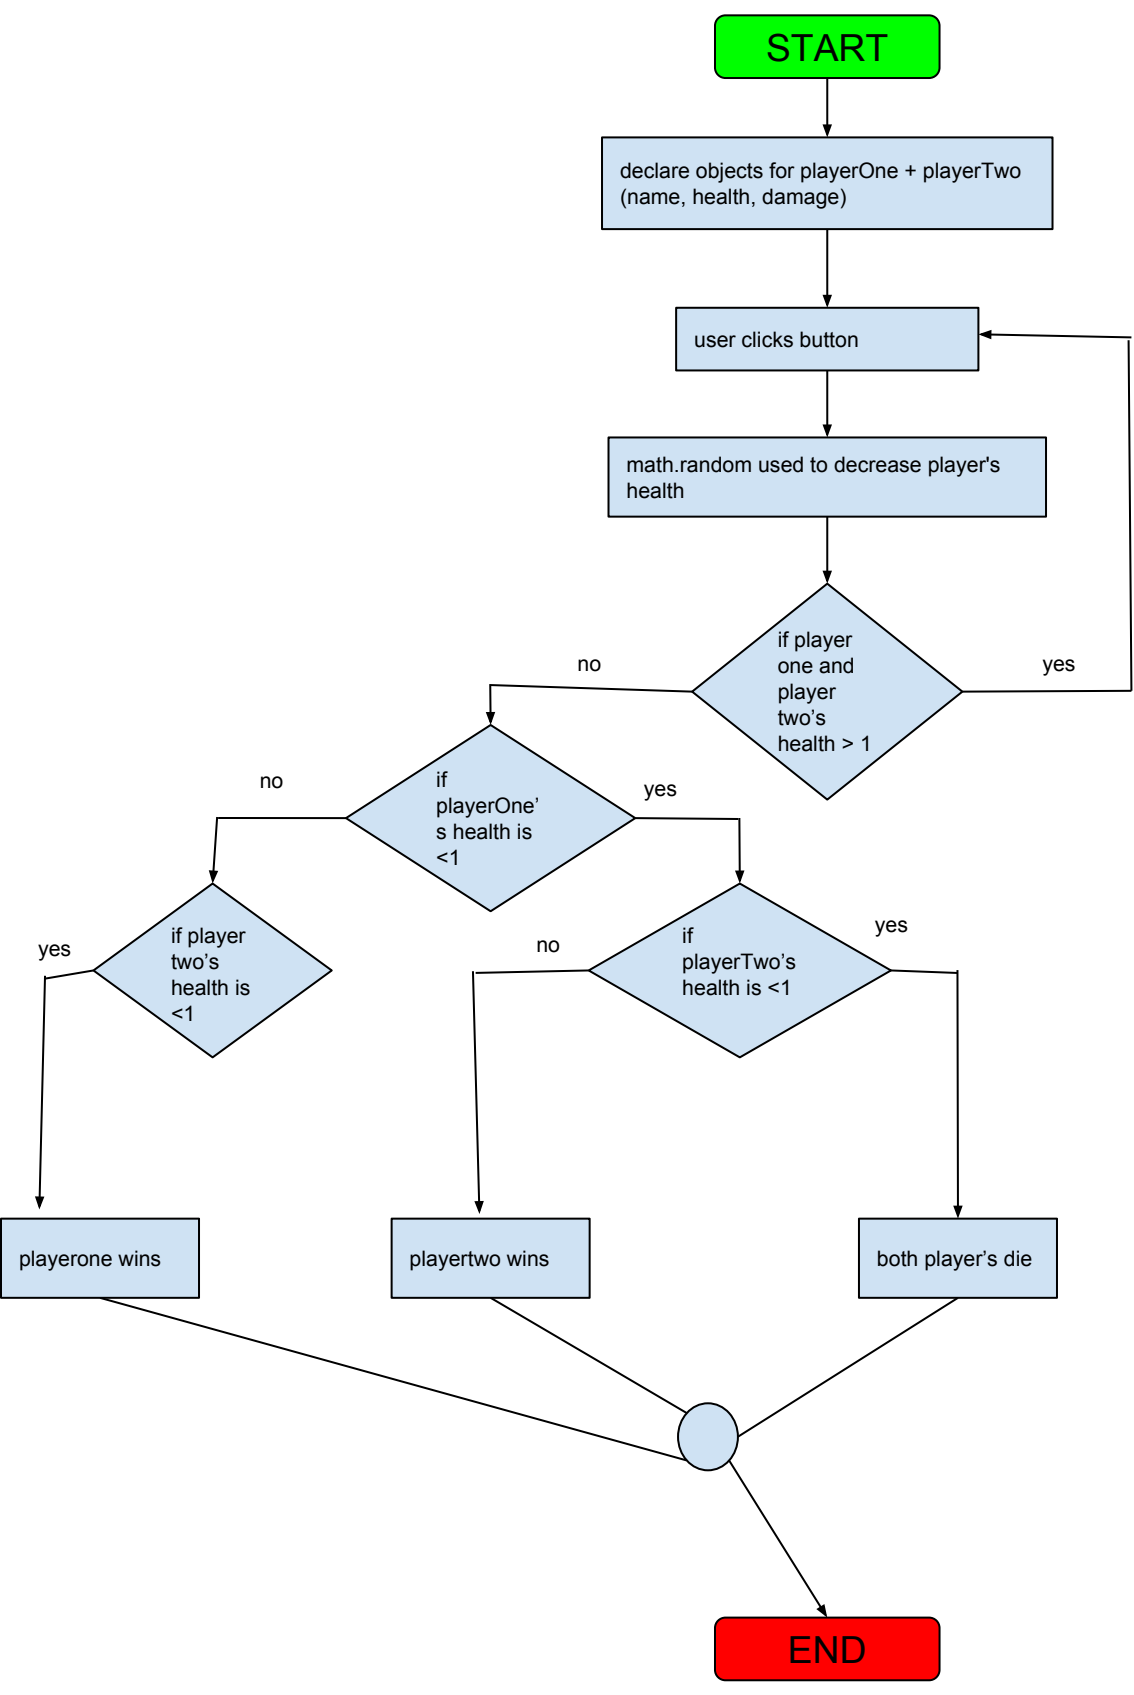 START
declare objects for playerOne + playerTwo
(name, health, damage)
user clicks button
math.random used to decrease player's
health
if player
one and
player
two’s
health > 1
no
yes
if
playerOne’
s health is
<1
no
yes
if player
two’s
health is
<1
yes
if
playerTwo’s
health is <1
no
yes
playerone wins
playertwo wins
both player’s die
END